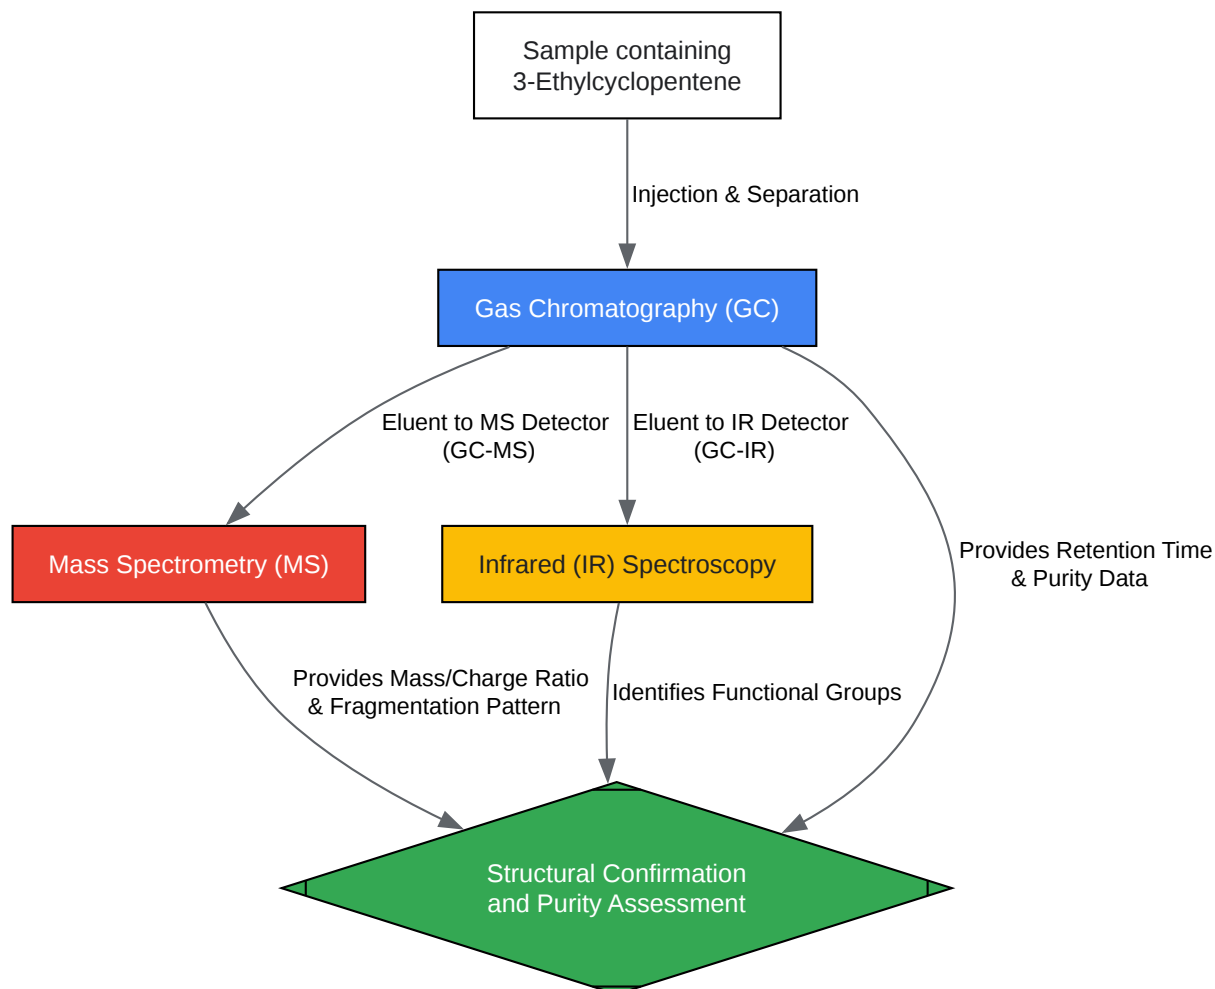 Sample containing
3-Ethylcyclopentene
Injection & Separation
Gas Chromatography (GC)
Eluent to MS Detector
(GC-MS)
Eluent to IR Detector
(GC-IR)
Provides Retention Time
& Purity Data
Mass Spectrometry (MS)
Infrared (IR) Spectroscopy
Provides Mass/Charge Ratio
& Fragmentation Pattern
Identifies Functional Groups
Structural Confirmation
and Purity Assessment